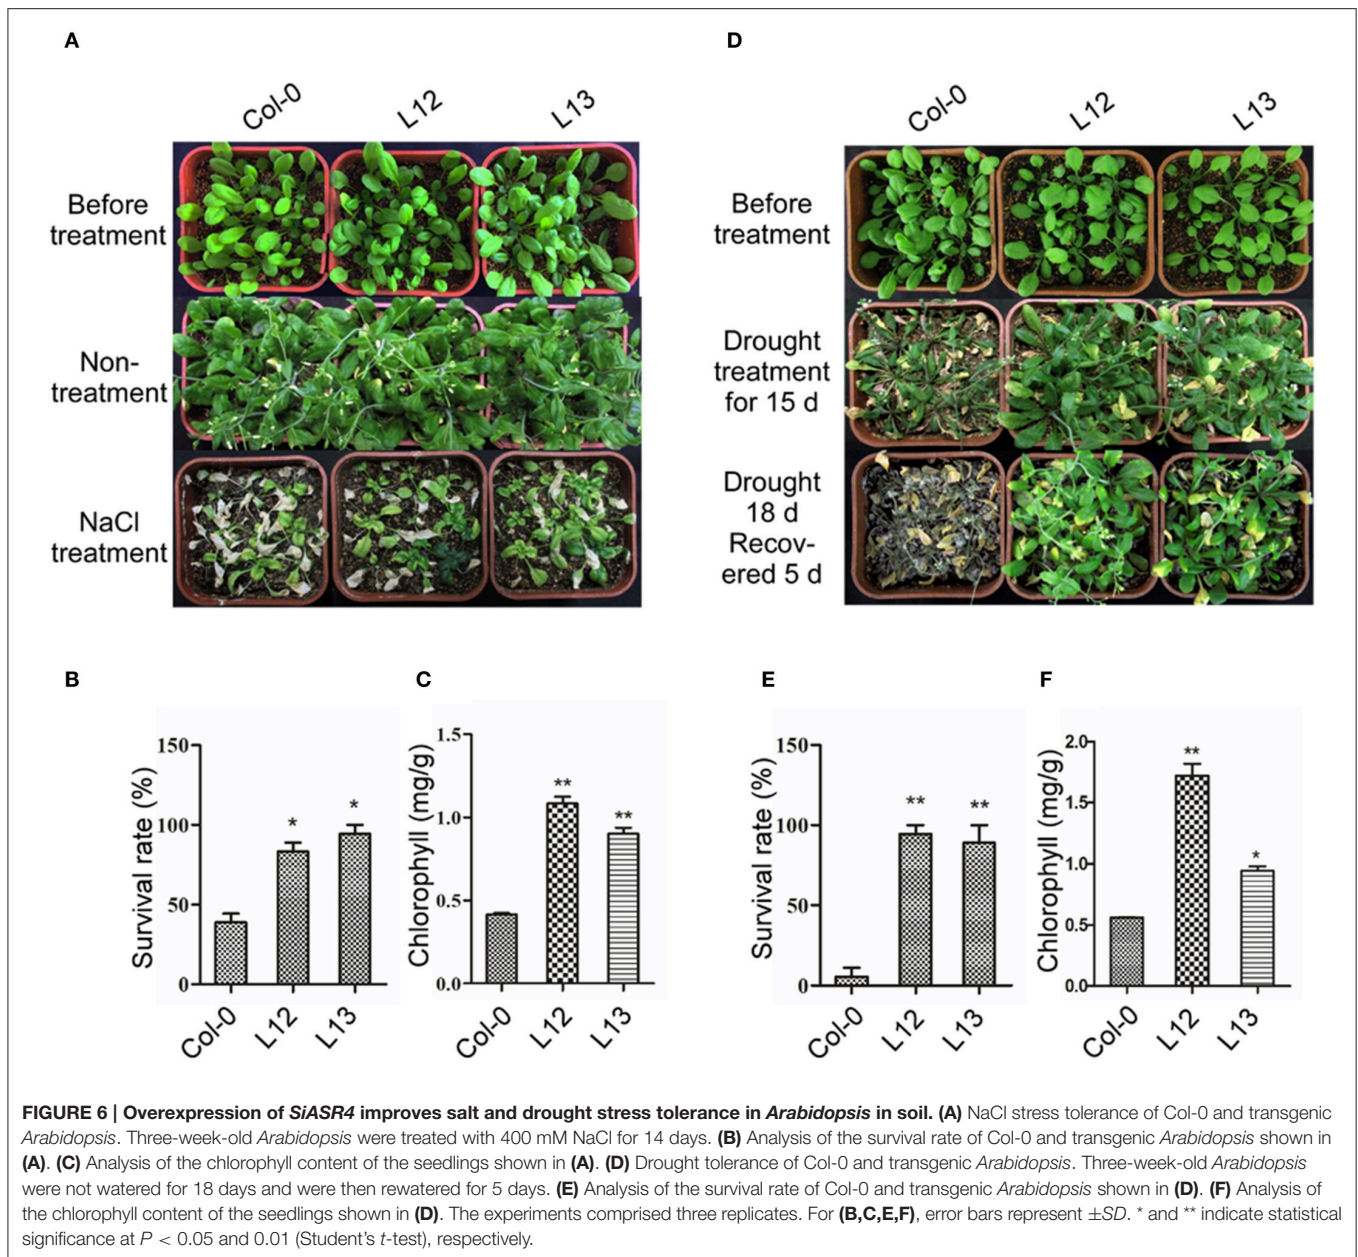 A
Col-0 L12 L13
Before
treatment
Non-
treatment
NaCl
treatment
D
Col-0 L12 L13
Before
treatment
Drought
treatment
for 15 d
Drought
18 d
Recov-
ered 5 d
B
Survival rate (%)
150
100
50
0
* *
Col-0 L12 L13
C
Chlorophyll (mg/g)
1.5
1.0
0.5
0.0
** **
Col-0 L12 L13
E
Survival rate (%)
150
100
50
0
** **
Col-0 L12 L13
F
Chlorophyll (mg/g)
2.0
1.5
1.0
0.5
0.0
** *
Col-0 L12 L13
FIGURE 6 | Overexpression of SiASR4 improves salt and drought stress tolerance in Arabidopsis in soil. (A) NaCl stress tolerance of Col-0 and transgenic
Arabidopsis. Three-week-old Arabidopsis were treated with 400 mM NaCl for 14 days. (B) Analysis of the survival rate of Col-0 and transgenic Arabidopsis shown in
(A). (C) Analysis of the chlorophyll content of the seedlings shown in (A). (D) Drought tolerance of Col-0 and transgenic Arabidopsis. Three-week-old Arabidopsis
were not watered for 18 days and were then rewatered for 5 days. (E) Analysis of the survival rate of Col-0 and transgenic Arabidopsis shown in (D). (F) Analysis of
the chlorophyll content of the seedlings shown in (D). The experiments comprised three replicates. For (B,C,E,F), error bars represent ±SD. * and ** indicate statistical
significance at P < 0.05 and 0.01 (Student's t-test), respectively.